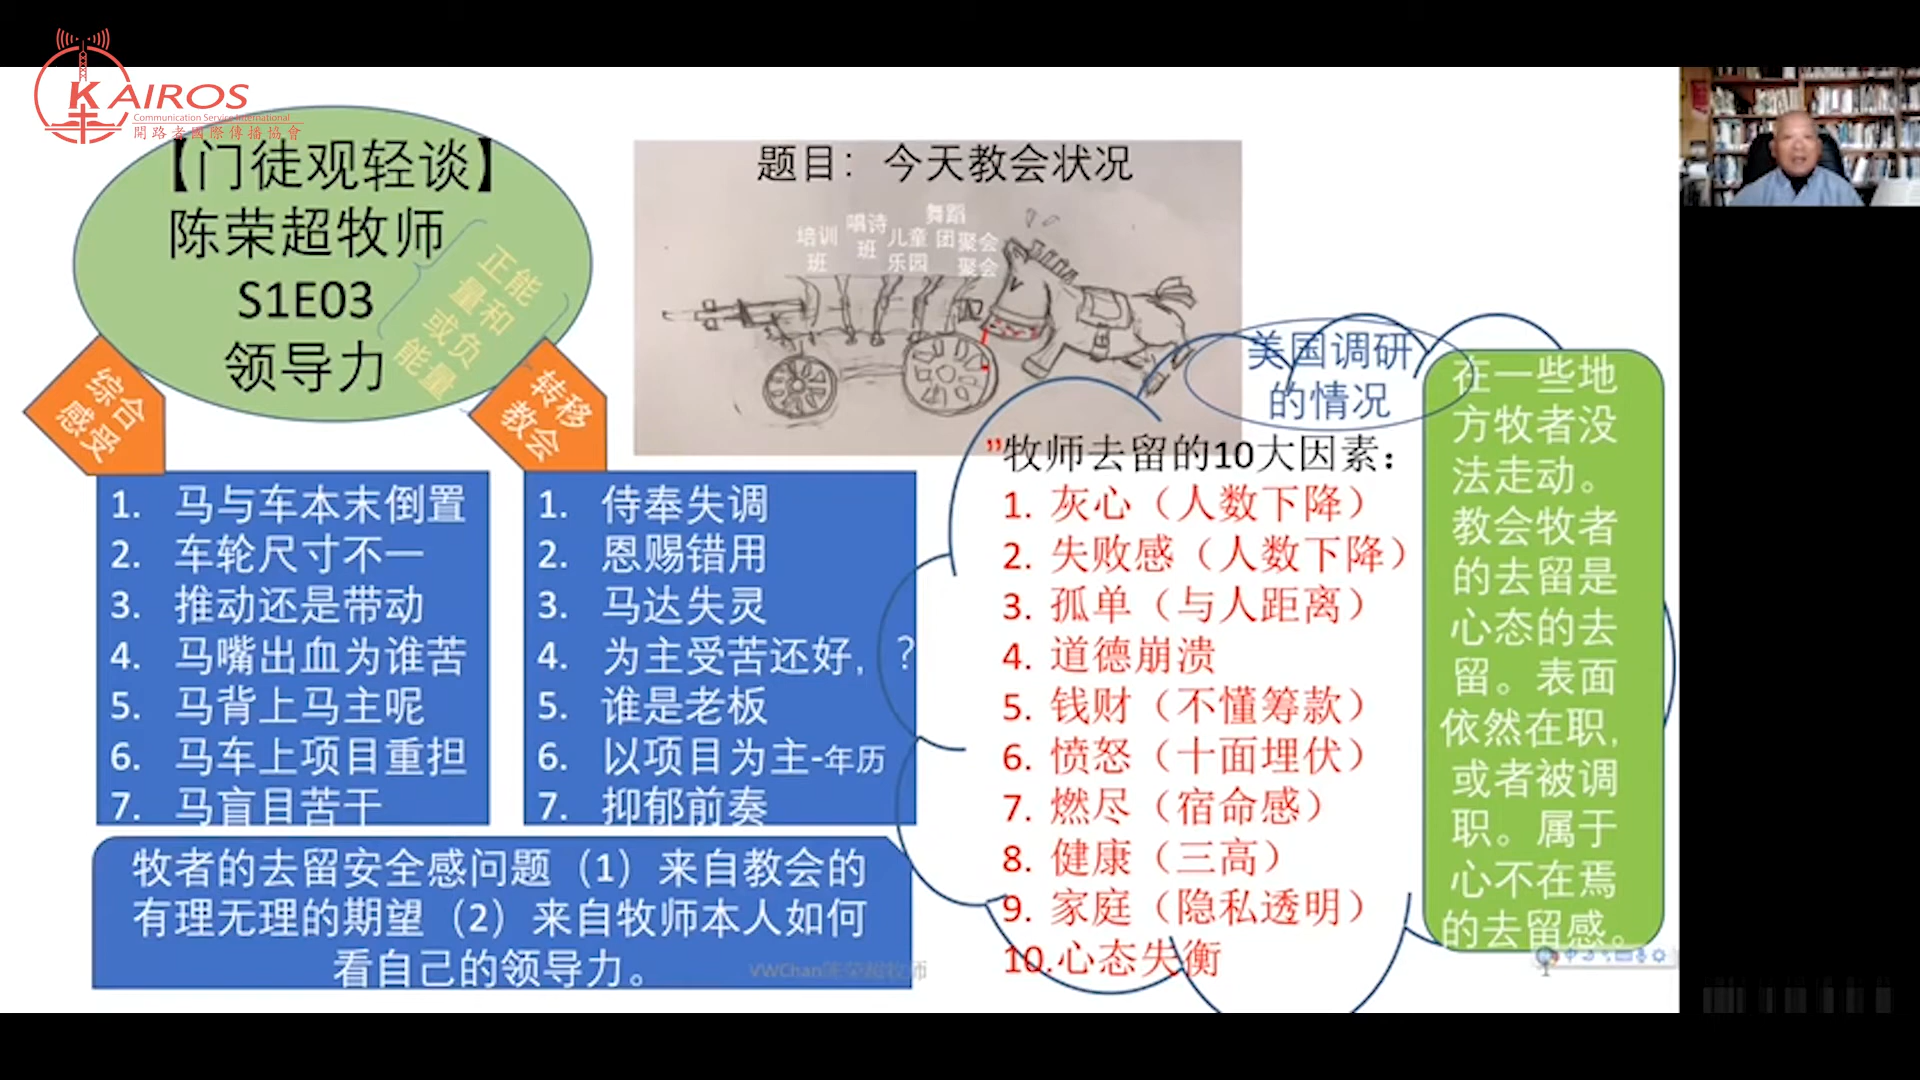 KAIROS
Communication Service International
開路者國際傳播協會
【门徒观轻谈】
陈荣超牧师
S1E03
领导力
正能
量和
或负
能量
综合
感受
转移
教会
题目：今天教会状况
培训
班
唱诗
班
儿童
乐园
舞蹈
团
聚会
聚会
美国调研
的情况
1. 马与车本末倒置
2. 车轮尺寸不一
3. 推动还是带动
4. 马嘴出血为谁苦
5. 马背上马主呢
6. 马车上项目重担
7. 马盲目苦干
1. 侍奉失调
2. 恩赐错用
3. 马达失灵
4. 为主受苦还好，？
5. 谁是老板
6. 以项目为主-年历
7. 抑郁前奏
牧者的去留安全感问题（1）来自教会的
有理无理的期望（2）来自牧师本人如何
看自己的领导力。
VWChan陈荣超牧师
”牧师去留的10大因素：
1. 灰心（人数下降）
2. 失败感（人数下降）
3. 孤单（与人距离）
4. 道德崩溃
5. 钱财（不懂筹款）
6. 愤怒（十面埋伏）
7. 燃尽（宿命感）
8. 健康（三高）
9. 家庭（隐私透明）
10.心态失衡
在一些地
方牧者没
法走动。
教会牧者
的去留是
心态的去
留。表面
依然在职，
或者被调
职。属于
心不在焉
的去留感。